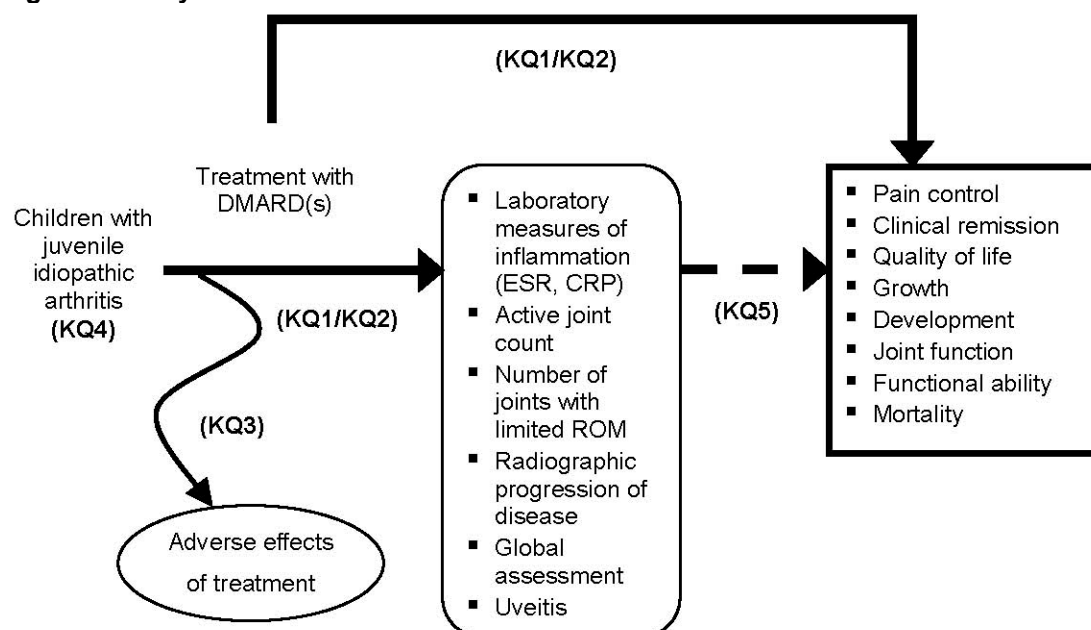 (KQ1/KQ2)
Treatment with
DMARD(s)
Children with
juvenile
idiopathic
arthritis
(KQ4)
(KQ1/KQ2)
(KQ3)
Adverse effects
of treatment
▪ Laboratory
measures of
inflammation
(ESR, CRP)
▪ Active joint
count
▪ Number of
joints with
limited ROM
▪ Radiographic
progression of
disease
▪ Global
assessment
▪ Uveitis
(KQ5)
▪ Pain control
▪ Clinical remission
▪ Quality of life
▪ Growth
▪ Development
▪ Joint function
▪ Functional ability
▪ Mortality